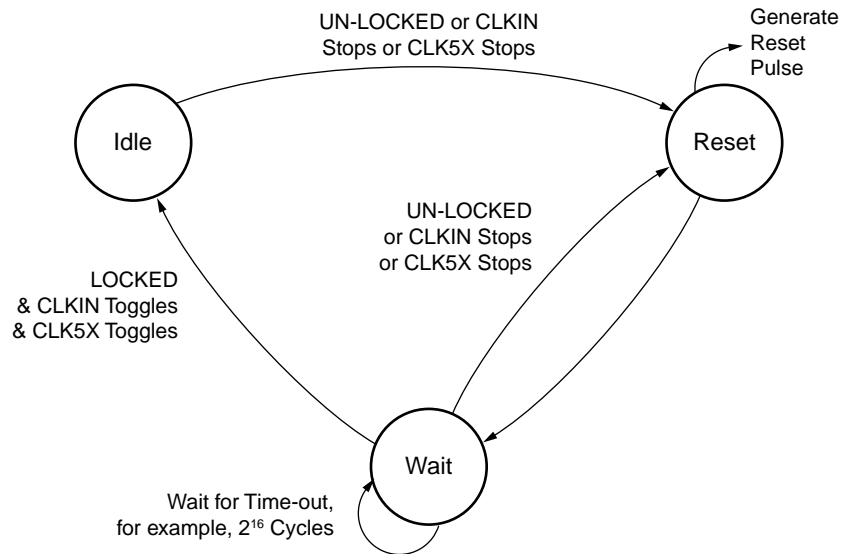 UN-LOCKED or CLKIN
Stops or CLK5X Stops
Generate
Reset
Pulse
Idle
Reset
UN-LOCKED
or CLKIN Stops
or CLK5X Stops
LOCKED
& CLKIN Toggles
& CLK5X Toggles
Wait
Wait for Time-out,
for example, 2¹⁶ Cycles